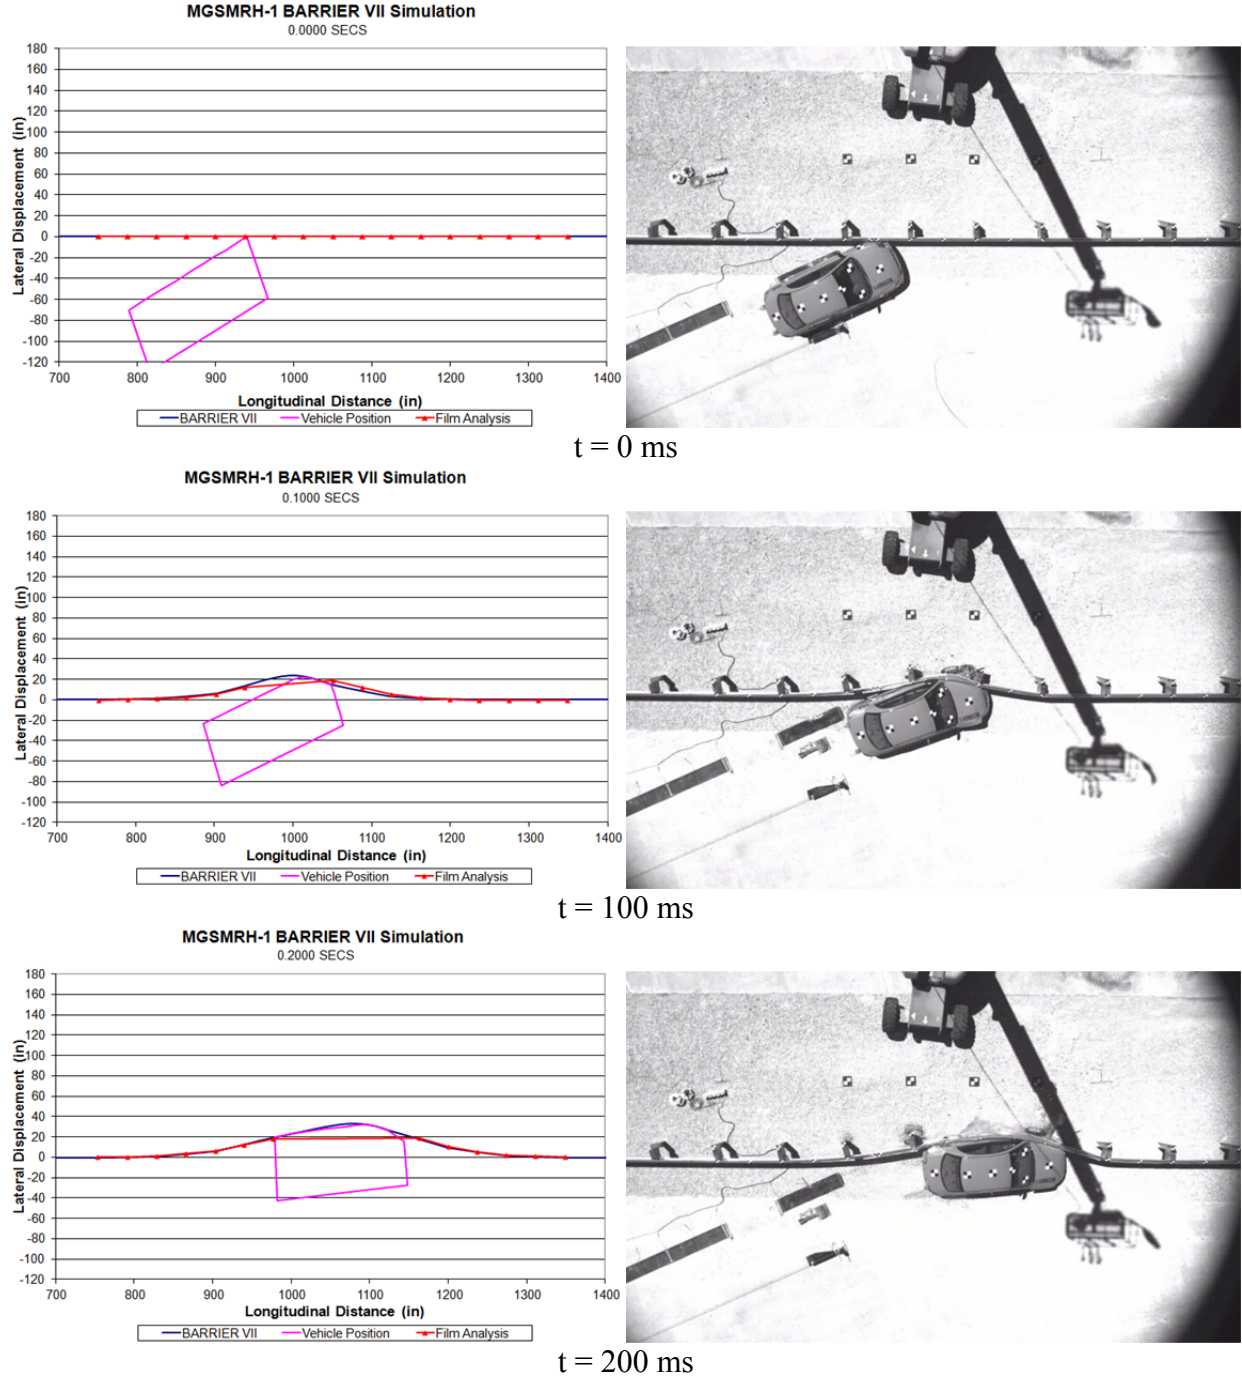 MGSMRH-1 BARRIER VII Simulation
0.0000 SECS
180
160
140
120
100
80
60
40
20
0
-20
-40
-60
-80
-100
-120
Lateral Displacement (in)
700 800 900 1000 1100 1200 1300 1400
Longitudinal Distance (in)
BARRIER VII Vehicle Position Film Analysis
t = 0 ms
MGSMRH-1 BARRIER VII Simulation
0.1000 SECS
180
160
140
120
100
80
60
40
20
0
-20
-40
-60
-80
-100
-120
Lateral Displacement (in)
700 800 900 1000 1100 1200 1300 1400
Longitudinal Distance (in)
BARRIER VII Vehicle Position Film Analysis
t = 100 ms
MGSMRH-1 BARRIER VII Simulation
0.2000 SECS
180
160
140
120
100
80
60
40
20
0
-20
-40
-60
-80
-100
-120
Lateral Displacement (in)
700 800 900 1000 1100 1200 1300 1400
Longitudinal Distance (in)
BARRIER VII Vehicle Position Film Analysis
t = 200 ms